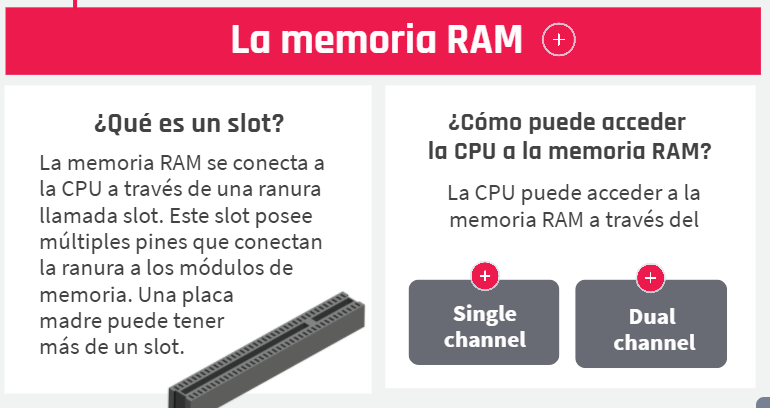 La memoria RAM
¿Qué es un slot?
La memoria RAM se conecta a
la CPU a través de una ranura
llamada slot. Este slot posee
múltiples pines que conectan
la ranura a los módulos de
memoria. Una placa
madre puede tener
más de un slot.
¿Cómo puede acceder
la CPU a la memoria RAM?
La CPU puede acceder a la
memoria RAM a través del
Single
channel
Dual
channel